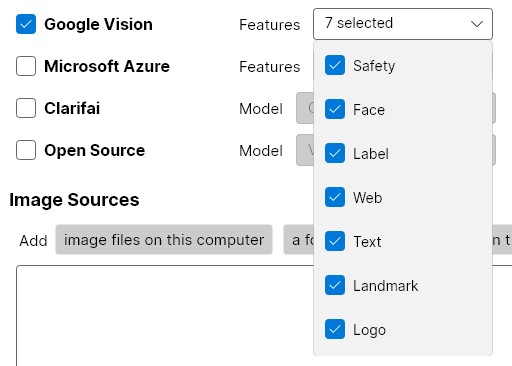 Google Vision Features 7 selected
Microsoft Azure Features Safety
Clarifai Model Face
Open Source Model Label
Web
Image Sources
Text
Add image files on this computer
Landmark
Logo